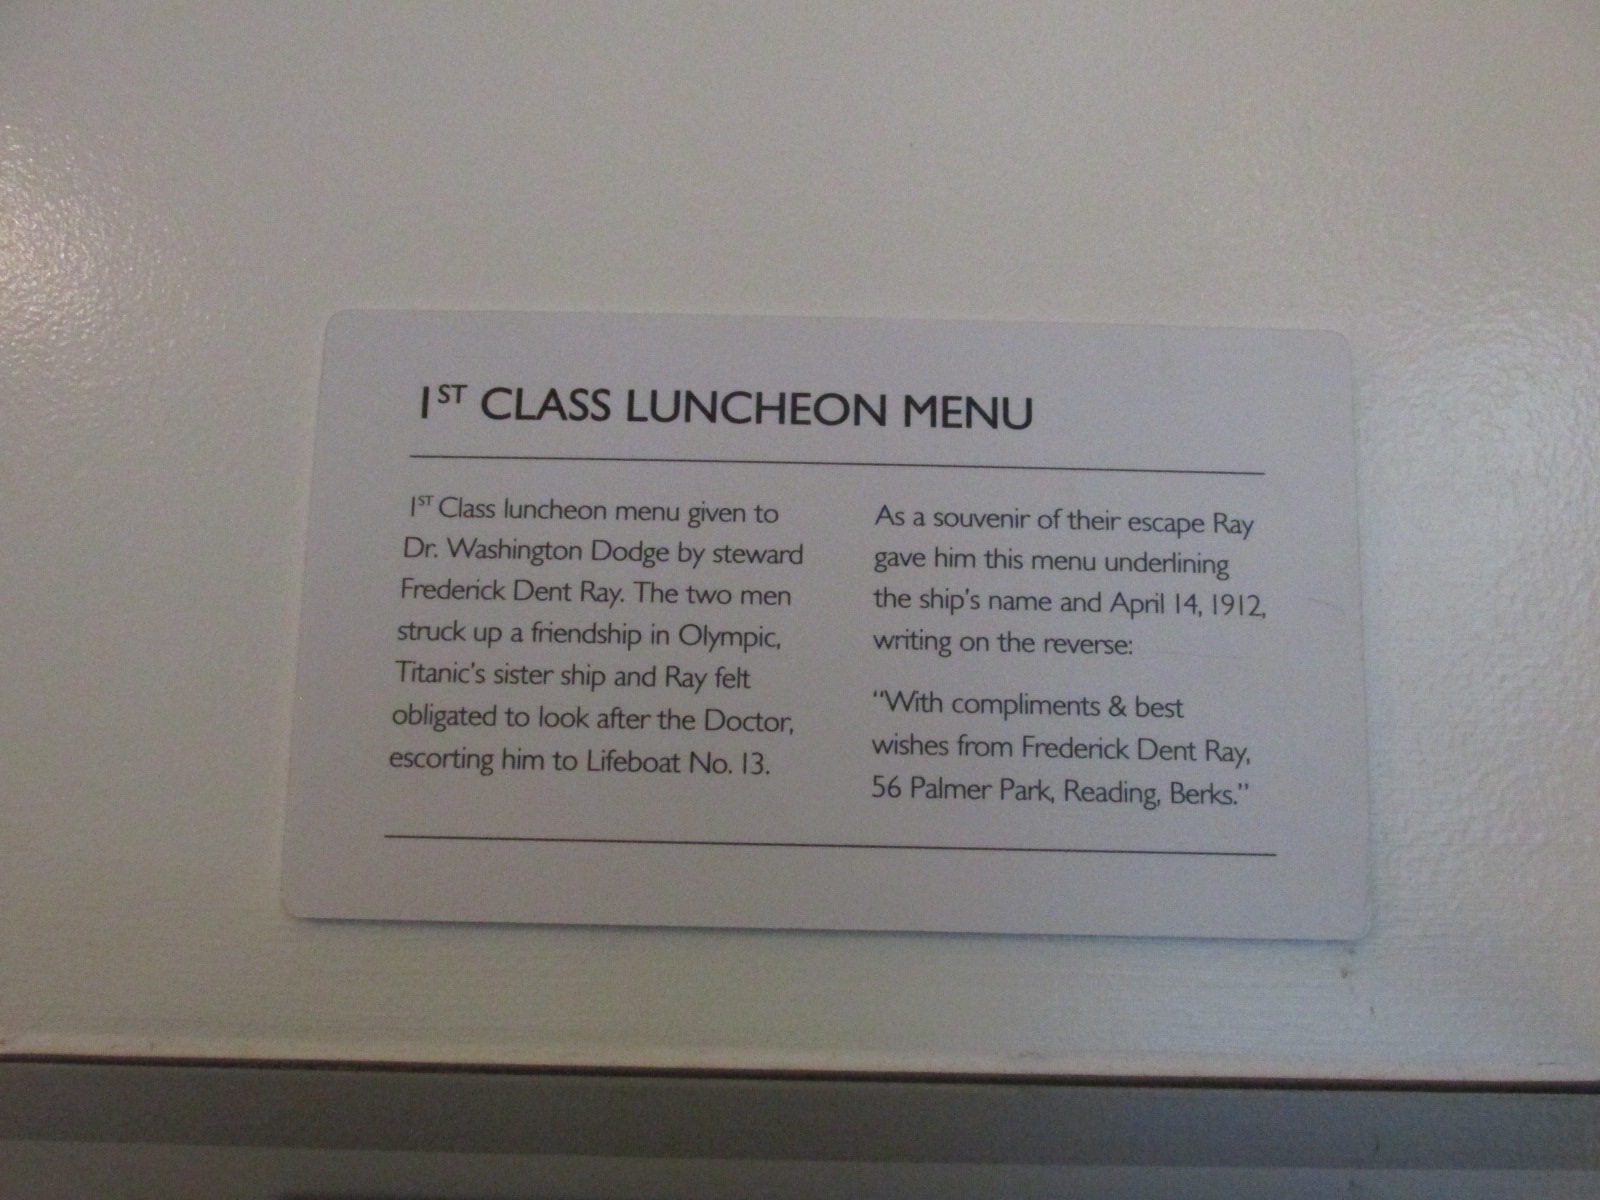 1ST CLASS LUNCHEON MENU
1ST Class luncheon menu given to
Dr. Washington Dodge by steward
Frederick Dent Ray. The two men
struck up a friendship in Olympic,
Titanic's sister ship and Ray felt
obligated to look after the Doctor,
escorting him to Lifeboat No. 13.
As a souvenir of their escape Ray
gave him this menu underlining
the ship's name and April 14, 1912,
writing on the reverse:
“With compliments & best
wishes from Frederick Dent Ray,
56 Palmer Park, Reading, Berks.”